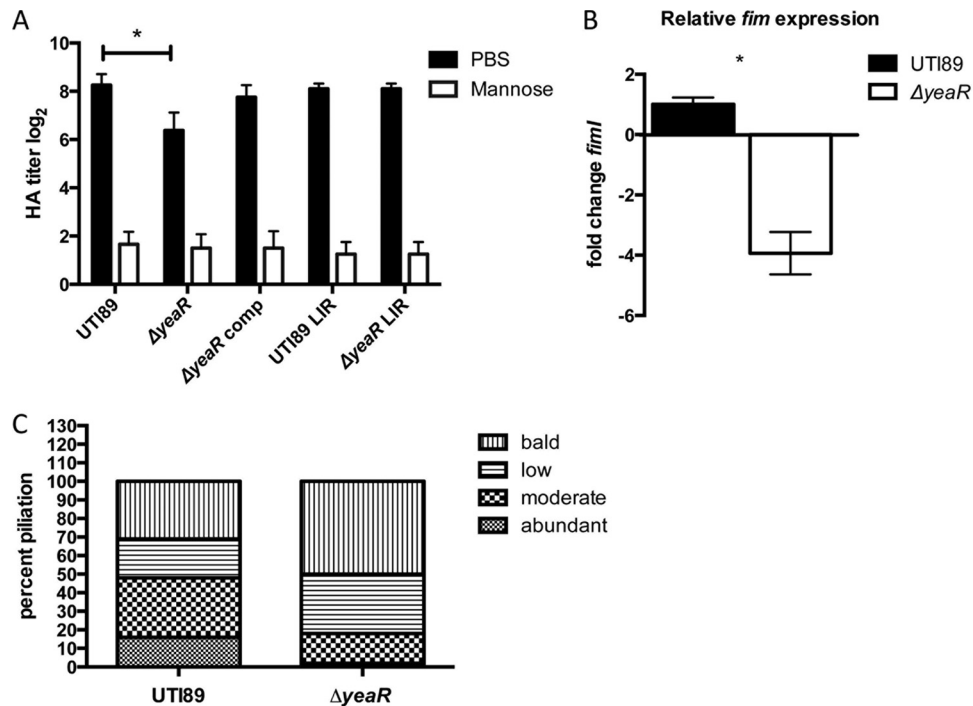 A
*
HA titer log2
10
8
6
4
2
0
PBS
Mannose
UTI89
ΔyeaR
ΔyeaR comp
UTI89 LIR
ΔyeaR LIR
B
Relative fim expression
*
fold change fimI
2
0
-2
-4
-6
UTI89
ΔyeaR
C
percent piliation
130
120
110
100
90
80
70
60
50
40
30
20
10
0
bald
low
moderate
abundant
UTI89
ΔyeaR